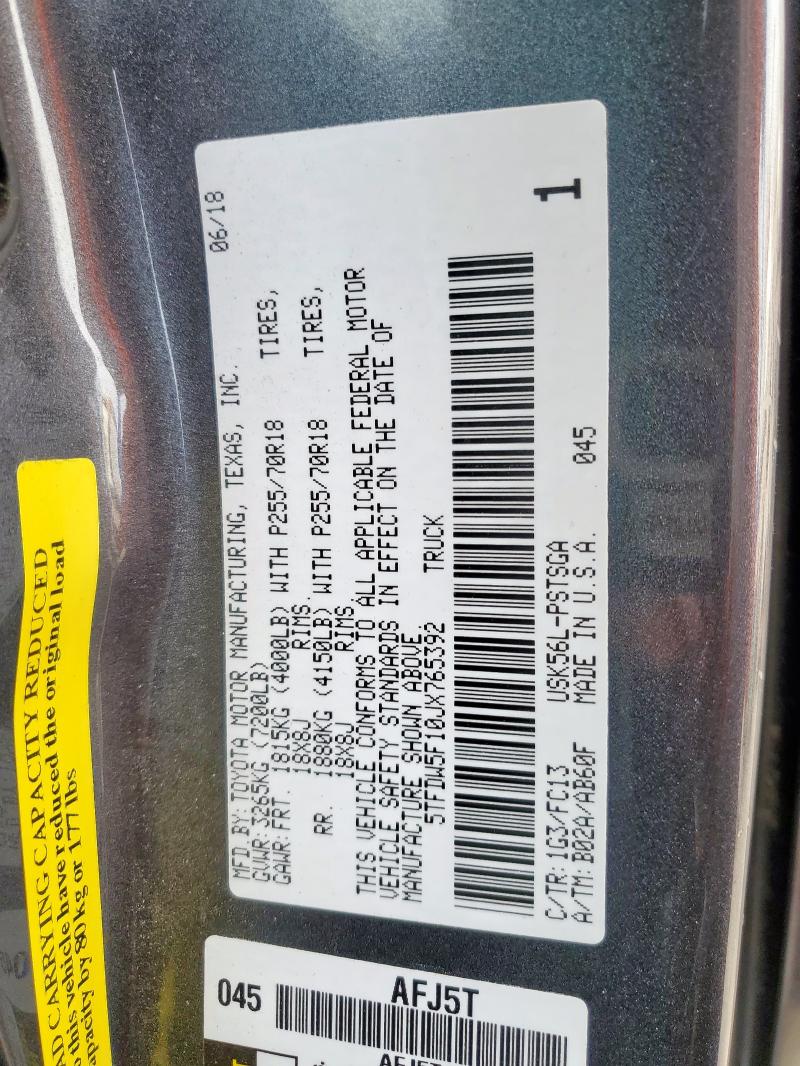 MFD. BY: TOYOTA MOTOR MANUFACTURING, TEXAS, INC. 06/18
GVWR: 3265KG (7200LB)
GAWR: FRT. 1815KG (4000LB) WITH P255/70R18 TIRES,
18X8J RIMS
RR. 1880KG (4150LB) WITH P255/70R18 TIRES,
18X8J RIMS.
THIS VEHICLE CONFORMS TO ALL APPLICABLE FEDERAL MOTOR
VEHICLE SAFETY STANDARDS IN EFFECT ON THE DATE OF
MANUFACTURE SHOWN ABOVE.
5TFDW5F10JX765392 TRUCK
1
C/TR: 1G3/FC13 USK56L-PSTSGA 045
A/TM: B02A/AB60F MADE IN U.S.A.
CARRYING CAPACITY REDUCED
this vehicle have reduced the original load
by 80 kg or 177 lbs
045 AFJ5T